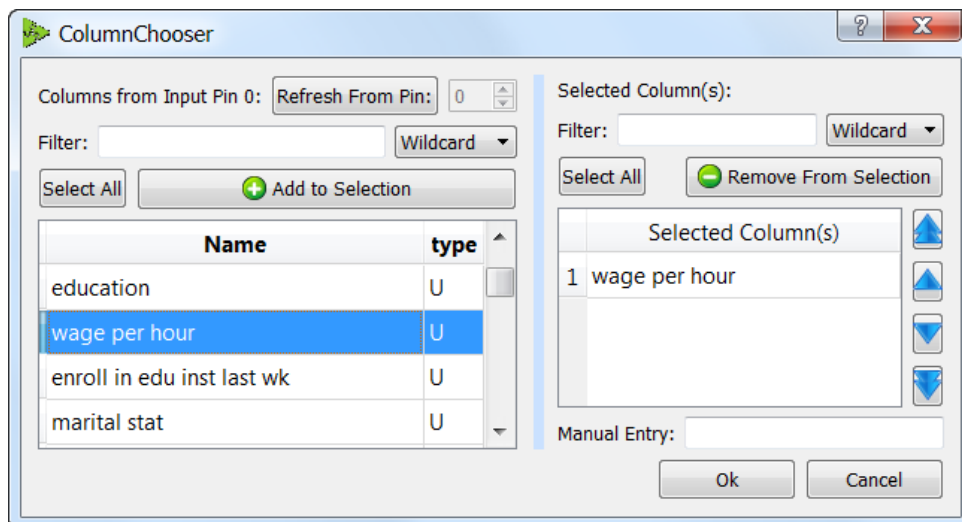 ColumnChooser
Columns from Input Pin 0: Refresh From Pin: 0
Filter: Wildcard
Select All Add to Selection
Name type
education U
wage per hour U
enroll in edu inst last wk U
marital stat U
Selected Column(s):
Filter: Wildcard
Select All Remove From Selection
Selected Column(s)
1 wage per hour
Manual Entry:
Ok Cancel